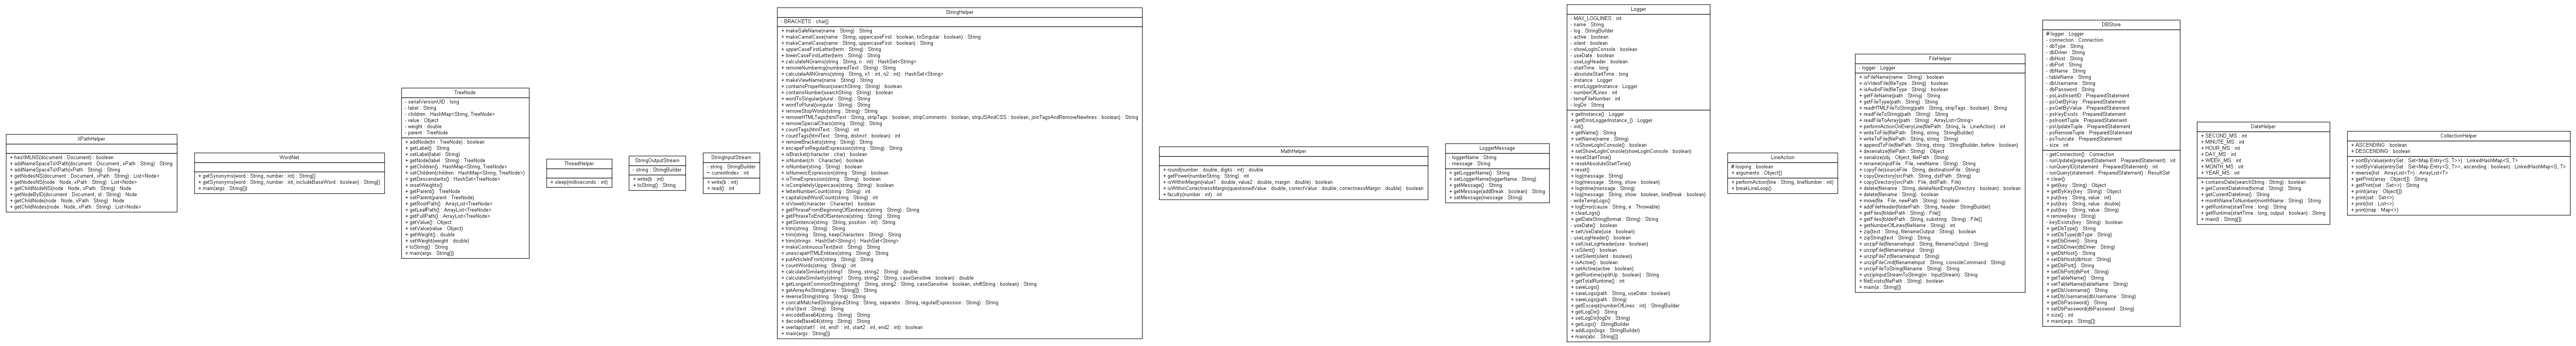 XPathHelper
+ hasXMLNS(document : Document) : boolean
+ addNameSpaceToXPath(document : Document, xPath : String) : String
+ addNameSpaceToXPath(xPath : String) : String
+ getNodesNS(document : Document, xPath : String) : List<Node>
+ getNodeByID(document : Document, id : String) : Node
+ getNodesNS(node : Node, xPath : String) : List<Node>
+ getChildNodeNS(node : Node, xPath : String) : Node
+ getChildNode(node : Node, xPath : String) : Node
+ getChildNodes(node : Node, xPath : String) : List<Node>
WordNet
+ getSynonyms(word : String, number : int) : String[]
+ getSynonyms(word : String, number : int, includeBaseWord : boolean) : String[]
+ main(args : String[])
TreeNode
- serialVersionUID : long
- label : String
- children : HashMap<String, TreeNode>
- value : Object
- weight : double
- parent : TreeNode
+ addNode(tn : TreeNode) : boolean
+ getLabel() : String
+ setLabel(label : String)
+ getNode(label : String) : TreeNode
+ getChildren() : HashMap<String, TreeNode>
+ setChildren(children : HashMap<String, TreeNode>)
+ getDescendants() : HashSet<TreeNode>
+ resetWeights()
+ getParent() : TreeNode
+ setParent(parent : TreeNode)
+ getRootPath() : ArrayList<TreeNode>
+ getLeafPath() : ArrayList<TreeNode>
+ getFullPath() : ArrayList<TreeNode>
+ getValue() : Object
+ setValue(value : Object)
+ getWeight() : double
+ setWeight(weight : double)
+ toString() : String
+ main(args : String[])
ThreadHelper
+ sleep(milliseconds : int)
StringOutputStream
- string : StringBuilder
+ write(b : int)
+ toString() : String
StringInputStream
- string : StringBuilder
~ currentIndex : int
+ write(b : int)
+ read() : int
StringHelper
- BRACKETS : char[]
+ makeSafeName(name : String) : String
+ makeCamelCase(name : String, uppercaseFirst : boolean, toSingular : boolean) : String
+ makeCamelCase(name : String, uppercaseFirst : boolean) : String
+ upperCaseFirstLetter(term : String) : String
+ lowerCaseFirstLetter(term : String) : String
+ calculateNGrams(string : String, n : int) : HashSet<String>
+ removeNumbering(numberedText : String) : String
+ calculateAllNGrams(string : String, n1 : int, n2 : int) : HashSet<String>
+ makeViewName(name : String) : String
+ containsProperNoun(searchString : String) : boolean
+ containsNumber(searchString : String) : boolean
+ wordToSingular(plural : String) : String
+ wordToPlural(singular : String) : String
+ removeStopWords(string : String) : String
+ removeHTMLTags(htmlText : String, stripTags : boolean, stripComments : boolean, stripJSAndCSS : boolean, joinTagsAndRemoveNewlines : boolean) : String
+ removeSpecialChars(string : String) : String
+ countTags(htmlText : String) : int
+ countTags(htmlText : String, distinct : boolean) : int
+ removeBrackets(string : String) : String
+ escapeForRegularExpression(string : String) : String
+ isBracket(character : char) : boolean
+ isNumber(ch : Character) : boolean
+ isNumber(string : String) : boolean
+ isNumericExpression(string : String) : boolean
+ isTimeExpression(string : String) : boolean
+ isCompletelyUppercase(string : String) : boolean
+ letterNumberCount(string : String) : int
+ capitalizedWordCount(string : String) : int
+ isVowel(character : Character) : boolean
+ getPhraseFromBeginningOfSentence(string : String) : String
+ getPhraseToEndOfSentence(string : String) : String
+ getSentence(string : String, position : int) : String
+ trim(string : String) : String
+ trim(string : String, keepCharacters : String) : String
+ trim(strings : HashSet<String>) : HashSet<String>
+ makeContinuousText(text : String) : String
+ unescapeHTMLEntities(string : String) : String
+ putArticleInFront(string : String) : String
+ countWords(string : String) : int
+ calculateSimilarity(string1 : String, string2 : String) : double
+ calculateSimilarity(string1 : String, string2 : String, caseSensitive : boolean) : double
+ getLongestCommonString(string1 : String, string2 : String, caseSensitive : boolean, shiftString : boolean) : String
+ getArrayAsString(array : String[]) : String
+ reverseString(string : String) : String
+ concatMatchedString(inputString : String, separator : String, regularExpression : String) : String
+ sha1(text : String) : String
+ encodeBase64(string : String) : String
+ decodeBase64(string : String) : String
+ overlap(start1 : int, end1 : int, start2 : int, end2 : int) : boolean
+ main(args : String[])
MathHelper
+ round(number : double, digits : int) : double
+ getPower(numberString : String) : int
+ isWithinMargin(value1 : double, value2 : double, margin : double) : boolean
+ isWithinCorrectnessMargin(questionedValue : double, correctValue : double, correctnessMargin : double) : boolean
+ faculty(number : int) : int
LoggerMessage
- loggerName : String
- message : String
+ getLoggerName() : String
+ setLoggerName(loggerName : String)
+ getMessage() : String
+ getMessage(addBreak : boolean) : String
+ setMessage(message : String)
Logger
- MAX_LOGLINES : int
- name : String
- log : StringBuilder
- active : boolean
- silent : boolean
- showLogInConsole : boolean
- useDate : boolean
- useLogHeader : boolean
- startTime : long
- absoluteStartTime : long
- instance : Logger
- errorLoggerInstance : Logger
- numberOfLines : int
- tempFileNumber : int
- logDir : String
+ getInstance() : Logger
+ getErrorLoggerInstance_() : Logger
- init()
+ getName() : String
+ setName(name : String)
+ isShowLogInConsole() : boolean
+ setShowLogInConsole(showLogInConsole : boolean)
- resetStartTime()
- resetAbsoluteStartTime()
+ reset()
+ log(message : String)
+ log(message : String, show : boolean)
+ logInline(message : String)
+ log(message : String, show : boolean, lineBreak : boolean)
- writeTempLogs()
+ logError(cause : String, e : Throwable)
+ clearLogs()
+ getDateString(format : String) : String
- useDate() : boolean
+ setUseDate(use : boolean)
- useLogHeader() : boolean
+ setUseLogHeader(use : boolean)
+ isSilent() : boolean
+ setSilent(silent : boolean)
+ isActive() : boolean
+ setActive(active : boolean)
+ getRuntime(splitUp : boolean) : String
+ getTotalRuntime() : int
+ saveLogs()
+ saveLogs(path : String, useDate : boolean)
+ saveLogs(path : String)
+ getExcerpt(numberOfLines : int) : StringBuilder
+ getLogDir() : String
+ setLogDir(logDir : String)
+ getLogs() : StringBuilder
+ addLogs(logs : StringBuilder)
+ main(abc : String[])
LineAction
# looping : boolean
+ arguments : Object[]
+ performAction(line : String, lineNumber : int)
+ breakLineLoop()
FileHelper
- logger : Logger
+ isFileName(name : String) : boolean
+ isVideoFile(fileType : String) : boolean
+ isAudioFile(fileType : String) : boolean
+ getFileName(path : String) : String
+ getFileType(path : String) : String
+ readHTMLFileToString(path : String, stripTags : boolean) : String
+ readFileToString(path : String) : String
+ readFileToArray(path : String) : ArrayList<String>
+ performActionOnEveryLine(filePath : String, la : LineAction) : int
+ writeToFile(filePath : String, string : StringBuilder)
+ writeToFile(filePath : String, string : String)
+ appendToFile(filePath : String, string : StringBuilder, before : boolean)
+ deserialize(filePath : String) : Object
+ serialize(obj : Object, filePath : String)
+ rename(inputFile : File, newName : String) : String
+ copyFile(sourceFile : String, destinationFile : String)
+ copyDirectory(srcPath : String, dstPath : String)
+ copyDirectory(srcPath : File, dstPath : File)
+ delete(filename : String, deleteNonEmptyDirectory : boolean) : boolean
+ delete(filename : String) : boolean
+ move(file : File, newPath : String) : boolean
+ addFileHeader(folderPath : String, header : StringBuilder)
+ getFiles(folderPath : String) : File[]
+ getFiles(folderPath : String, substring : String) : File[]
+ getNumberOfLines(fileName : String) : int
+ zip(text : String, filenameOutput : String) : boolean
+ zipString(text : String) : String
+ unzipFile(filenameInput : String, filenameOutput : String)
+ unzipFile(filenameInput : String)
+ unzipFile7z(filenameInput : String)
+ unzipFileCmd(filenameInput : String, consoleCommand : String)
+ unzipFileToString(filename : String) : String
+ unzipInputStreamToString(in : InputStream) : String
+ fileExists(filePath : String) : boolean
+ main(a : String[])
DBStore
# logger : Logger
- connection : Connection
- dbType : String
- dbDriver : String
- dbHost : String
- dbPort : String
- dbName : String
- tableName : String
- dbUsername : String
- dbPassword : String
- psLastInsertID : PreparedStatement
- psGetByKey : PreparedStatement
- psGetByValue : PreparedStatement
- psKeyExists : PreparedStatement
- psInsertTuple : PreparedStatement
- psUpdateTuple : PreparedStatement
- psRemoveTuple : PreparedStatement
- psTruncate : PreparedStatement
- size : int
- getConnection() : Connection
- runUpdate(preparedStatement : PreparedStatement) : int
- runQueryID(statement : PreparedStatement) : int
- runQuery(statement : PreparedStatement) : ResultSet
+ clear()
+ get(key : String) : Object
+ getByKey(key : String) : Object
+ put(key : String, value : int)
+ put(key : String, value : double)
+ put(key : String, value : String)
+ remove(key : String)
- keyExists(key : String) : boolean
+ getDbType() : String
+ setDbType(dbType : String)
+ getDbDriver() : String
+ setDbDriver(dbDriver : String)
+ getDbHost() : String
+ setDbHost(dbHost : String)
+ getDbPort() : String
+ setDbPort(dbPort : String)
+ getTableName() : String
+ setTableName(tableName : String)
+ getDbUsername() : String
+ setDbUsername(dbUsername : String)
+ getDbPassword() : String
+ setDbPassword(dbPassword : String)
+ size() : int
+ main(args : String[])
DateHelper
+ SECOND_MS : int
+ MINUTE_MS : int
+ HOUR_MS : int
+ DAY_MS : int
+ WEEK_MS : int
+ MONTH_MS : int
+ YEAR_MS : int
+ containsDate(searchString : String) : boolean
+ getCurrentDatetime(format : String) : String
+ getCurrentDatetime() : String
+ monthNameToNumber(monthName : String) : String
+ getRuntime(startTime : long) : String
+ getRuntime(startTime : long, output : boolean) : String
+ main(t : String[])
CollectionHelper
+ ASCENDING : boolean
+ DESCENDING : boolean
+ sortByValue(entrySet : Set<Map.Entry<S, T>>) : LinkedHashMap<S, T>
+ sortByValue(entrySet : Set<Map.Entry<S, T>>, ascending : boolean) : LinkedHashMap<S, T>
+ reverse(list : ArrayList<T>) : ArrayList<T>
+ getPrint(array : Object[]) : String
+ getPrint(set : Set<>) : String
+ print(array : Object[])
+ print(set : Set<>)
+ print(list : List<>)
+ print(map : Map<>)